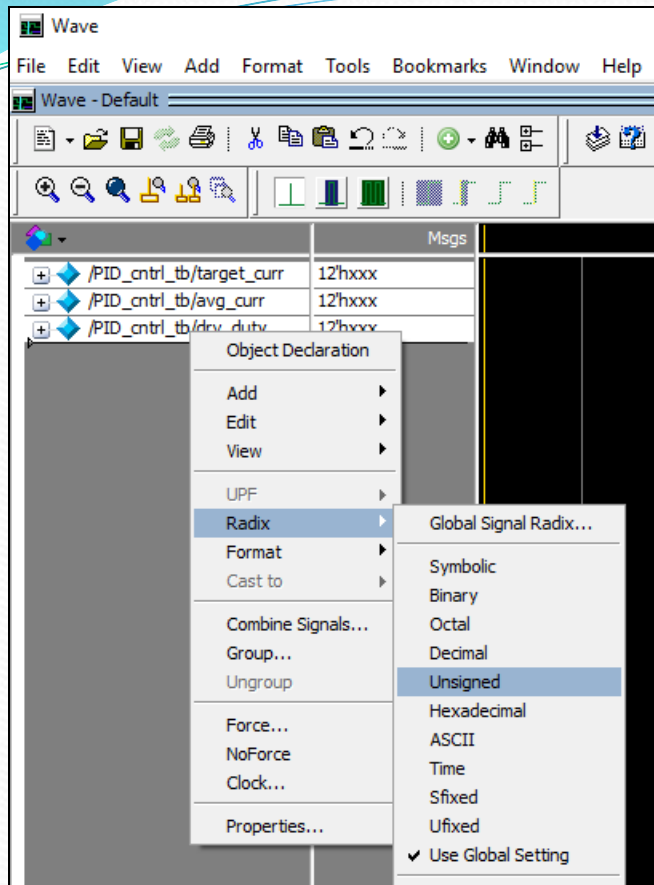 Wave
File Edit View Add Format Tools Bookmarks Window Help
Wave - Default
Msgs
/PID_cntrl_tb/target_curr 12'hxxx
/PID_cntrl_tb/avg_curr 12'hxxx
/PID_cntrl_tb/drv_duty 12'hxxx
Object Declaration
Add
Edit
View
UPF
Radix
Format
Cast to
Combine Signals...
Group...
Ungroup
Force...
NoForce
Clock...
Properties...
Global Signal Radix...
Symbolic
Binary
Octal
Decimal
Unsigned
Hexadecimal
ASCII
Time
Sfixed
Ufixed
Use Global Setting